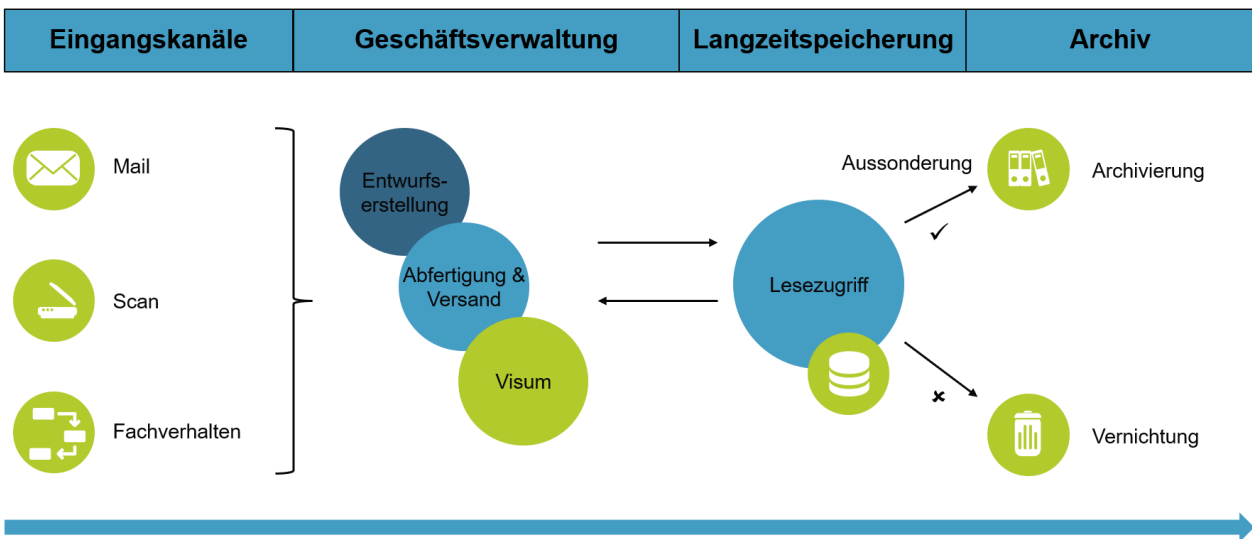 Eingangskanäle
Geschäftsverwaltung
Langzeitspeicherung
Archiv
Mail
Scan
Fachverhalten
Entwurfs-
erstellung
Abfertigung &
Versand
Visum
Lesezugriff
Aussonderung
Archivierung
Vernichtung